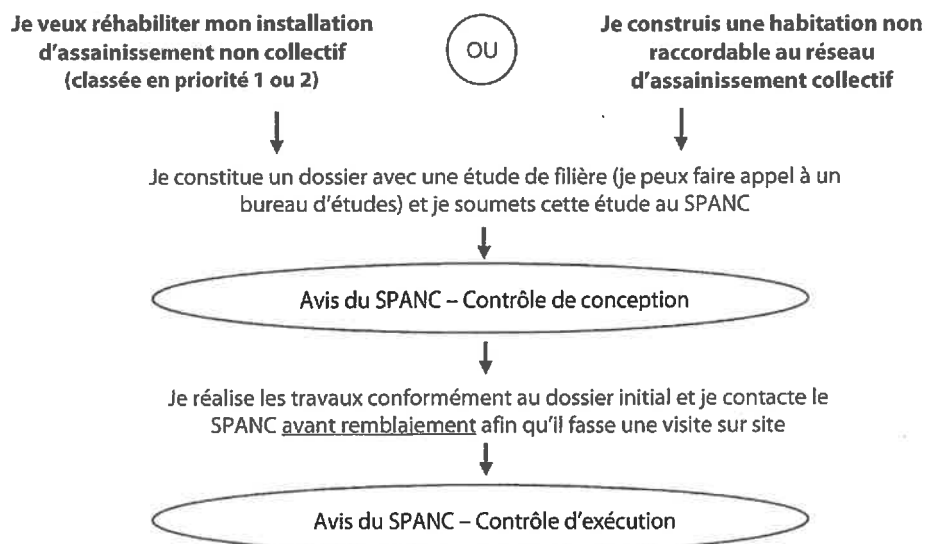 Je veux réhabiliter mon installation
d'assainissement non collectif
(classée en priorité 1 ou 2)
OU
Je construis une habitation non
raccordable au réseau
d'assainissement collectif
Je constitue un dossier avec une étude de filière (je peux faire appel à un
bureau d'études) et je soumets cette étude au SPANC
Avis du SPANC – Contrôle de conception
Je réalise les travaux conformément au dossier initial et je contacte le
SPANC avant remblaiement afin qu'il fasse une visite sur site
Avis du SPANC – Contrôle d'exécution